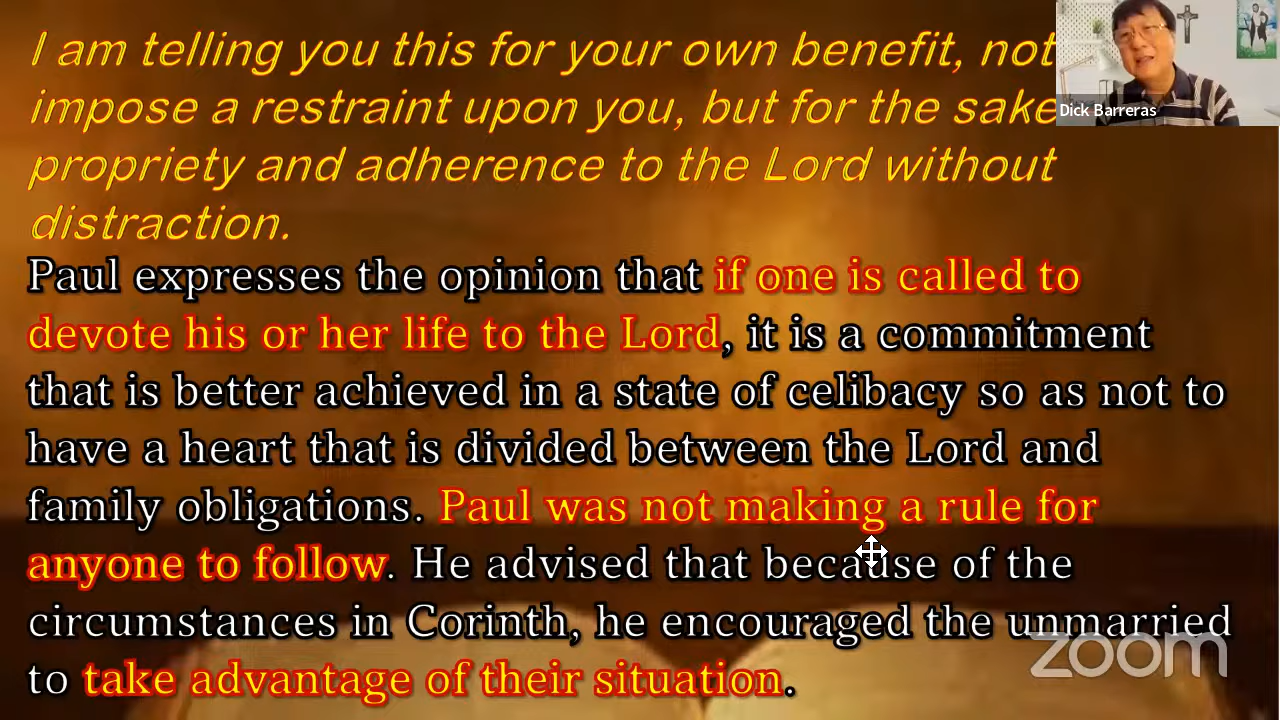 I am telling you this for your own benefit, not
impose a restraint upon you, but for the sake
propriety and adherence to the Lord without
distraction.
Dick Barreras
Paul expresses the opinion that if one is called to
devote his or her life to the Lord, it is a commitment
that is better achieved in a state of celibacy so as not to
have a heart that is divided between the Lord and
family obligations. Paul was not making a rule for
anyone to follow. He advised that because of the
circumstances in Corinth, he encouraged the unmarried
to take advantage of their situation.
zoom